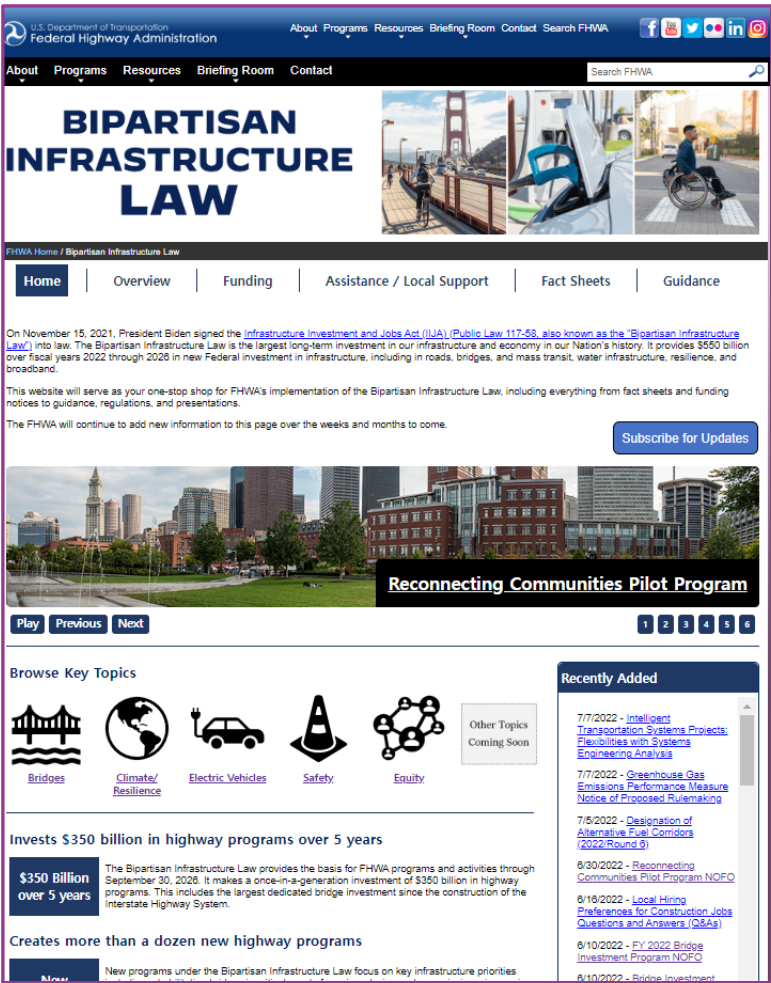 U.S. Department of Transportation
Federal Highway Administration
About Programs Resources Briefing Room Contact Search FHWA
About Programs Resources Briefing Room Contact
Search FHWA
BIPARTISAN
INFRASTRUCTURE
LAW
FHWA Home / Bipartisan Infrastructure Law
Home Overview Funding Assistance / Local Support Fact Sheets Guidance
On November 15, 2021, President Biden signed the Infrastructure Investment and Jobs Act (IIJA) (Public Law 117-58, also known as the "Bipartisan Infrastructure
Law") into law. The Bipartisan Infrastructure Law is the largest long-term investment in our infrastructure and economy in our Nation's history. It provides $550 billion
over fiscal years 2022 through 2026 in new Federal investment in infrastructure, including in roads, bridges, and mass transit, water infrastructure, resilience, and
broadband.
This website will serve as your one-stop shop for FHWA's implementation of the Bipartisan Infrastructure Law, including everything from fact sheets and funding
notices to guidance, regulations, and presentations.
The FHWA will continue to add new information to this page over the weeks and months to come.
Subscribe for Updates
Reconnecting Communities Pilot Program
Play Previous Next
1 2 3 4 5 6
Browse Key Topics
Bridges
Climate/
Resilience
Electric Vehicles
Safety
Equity
Other Topics
Coming Soon
Invests $350 billion in highway programs over 5 years
$350 Billion
over 5 years
The Bipartisan Infrastructure Law provides the basis for FHWA programs and activities through
September 30, 2026. It makes a once-in-a-generation investment of $350 billion in highway
programs. This includes the largest dedicated bridge investment since the construction of the
Interstate Highway System.
Creates more than a dozen new highway programs
New
New programs under the Bipartisan Infrastructure Law focus on key infrastructure priorities
Recently Added
7/7/2022 - Intelligent
Transportation Systems Projects:
Flexibilities with Systems
Engineering Analysis
7/7/2022 - Greenhouse Gas
Emissions Performance Measure
Notice of Proposed Rulemaking
7/5/2022 - Designation of
Alternative Fuel Corridors
(2022/Round 6)
6/30/2022 - Reconnecting
Communities Pilot Program NOFO
6/16/2022 - Local Hiring
Preferences for Construction Jobs
Questions and Answers (Q&As)
6/10/2022 - FY 2022 Bridge
Investment Program NOFO
6/10/2022 - Bridge Investment